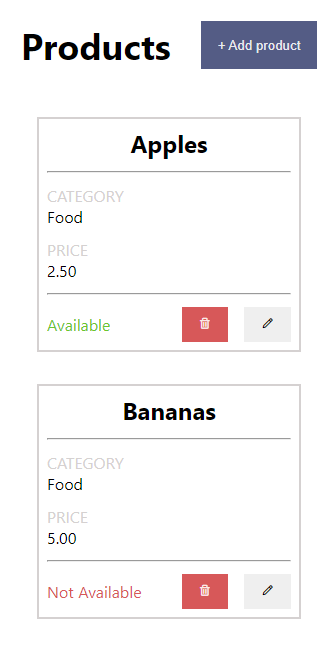 Products
+ Add product
Apples
CATEGORY
Food
PRICE
2.50
Available
Bananas
CATEGORY
Food
PRICE
5.00
Not Available